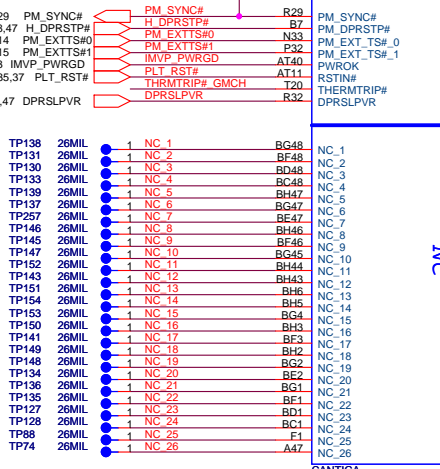 29 PM_SYNC# PM_SYNC# R29 PM_SYNC#
,47 H_DPRSTP# H_DPRSTP# B7 PM_DPRSTP#
14 PM_EXTTS#0 PM_EXTTS#0 N33 PM_EXT_TS#_0
15 PM_EXTTS#1 PM_EXTTS#1 P32 PM_EXT_TS#_1
IMVP_PWRGD IMVP_PWRGD AT40 PWROK
35,37 PLT_RST# PLT_RST# AT11 RSTIN#
THRMTRIP#_GMCH T20 THERMTRIP#
,47 DPRSLPVR DPRSLPVR R32 DPRSLPVR
TP138 26MIL 1 NC_1 BG48 NC_1
TP131 26MIL 1 NC_2 BF48 NC_2
TP130 26MIL 1 NC_3 BD48 NC_3
TP133 26MIL 1 NC_4 BC48 NC_4
TP139 26MIL 1 NC_5 BH47 NC_5
TP137 26MIL 1 NC_6 BG47 NC_6
TP257 26MIL 1 NC_7 BE47 NC_7
TP146 26MIL 1 NC_8 BH46 NC_8
TP145 26MIL 1 NC_9 BF46 NC_9
TP147 26MIL 1 NC_10 BG45 NC_10
TP152 26MIL 1 NC_11 BH44 NC_11
TP143 26MIL 1 NC_12 BH43 NC_12
TP151 26MIL 1 NC_13 BH6 NC_13
TP154 26MIL 1 NC_14 BH5 NC_14
TP153 26MIL 1 NC_15 BG4 NC_15
TP150 26MIL 1 NC_16 BH3 NC_16
TP141 26MIL 1 NC_17 BF3 NC_17
TP149 26MIL 1 NC_18 BH2 NC_18
TP148 26MIL 1 NC_19 BG2 NC_19
TP134 26MIL 1 NC_20 BE2 NC_20
TP136 26MIL 1 NC_21 BG1 NC_21
TP135 26MIL 1 NC_22 BF1 NC_22
TP127 26MIL 1 NC_23 BD1 NC_23
TP128 26MIL 1 NC_24 BC1 NC_24
TP88 26MIL 1 NC_25 F1 NC_25
TP74 26MIL 1 NC_26 A47 NC_26
NC
CANTIGA